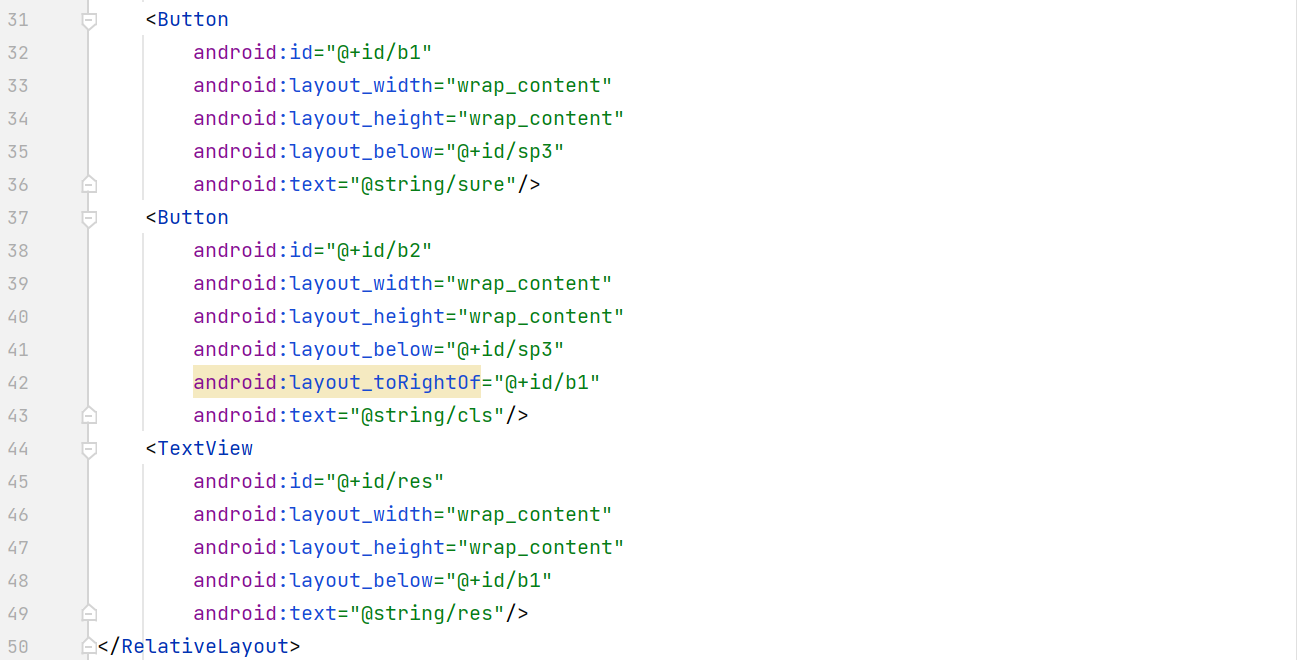 31 <Button
32 android:id="@+id/b1"
33 android:layout_width="wrap_content"
34 android:layout_height="wrap_content"
35 android:layout_below="@+id/sp3"
36 android:text="@string/sure"/>
37 <Button
38 android:id="@+id/b2"
39 android:layout_width="wrap_content"
40 android:layout_height="wrap_content"
41 android:layout_below="@+id/sp3"
42 android:layout_toRightOf="@+id/b1"
43 android:text="@string/cls"/>
44 <TextView
45 android:id="@+id/res"
46 android:layout_width="wrap_content"
47 android:layout_height="wrap_content"
48 android:layout_below="@+id/b1"
49 android:text="@string/res"/>
50 </RelativeLayout>